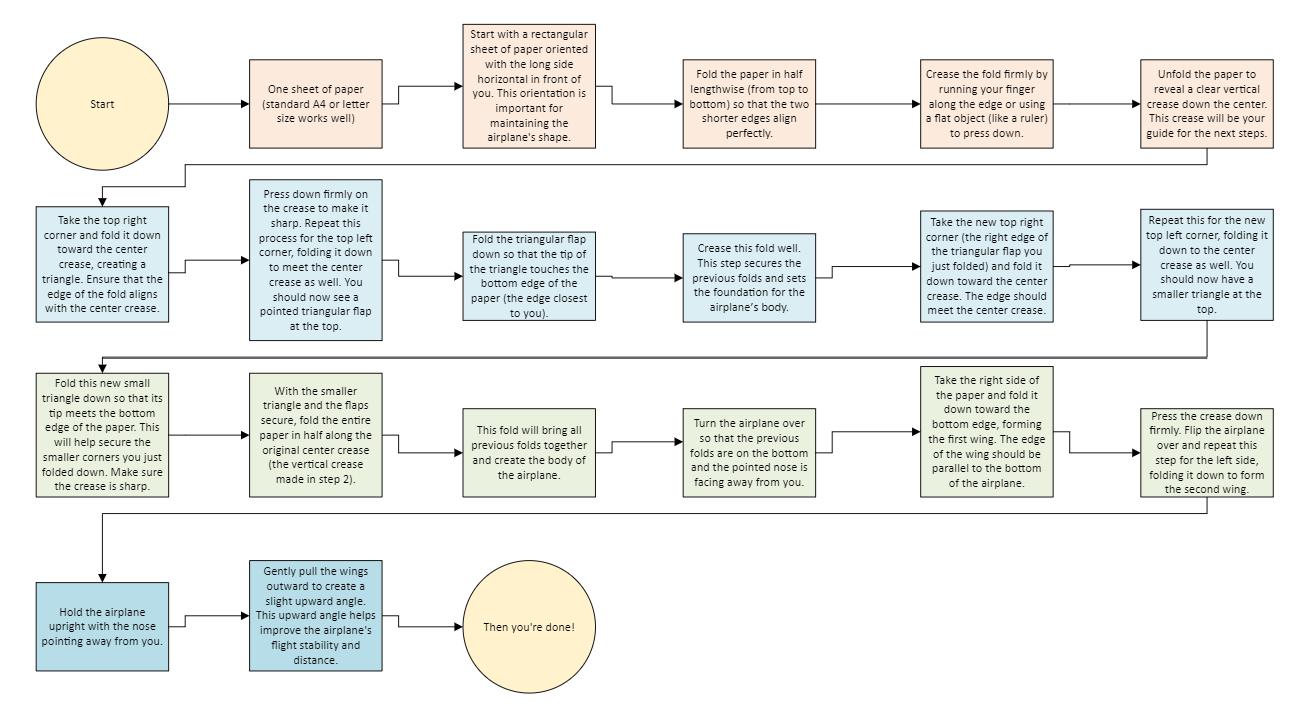 Start
One sheet of paper
(standard A4 or letter
size works well)
Start with a rectangular
sheet of paper oriented
with the long side
horizontal in front of
you. This orientation is
important for
maintaining the
airplane's shape.
Fold the paper in half
lengthwise (from top to
bottom) so that the two
shorter edges align
perfectly.
Crease the fold firmly by
running your finger
along the edge or using
a flat object (like a ruler)
to press down.
Unfold the paper to
reveal a clear vertical
crease down the center.
This crease will be your
guide for the next steps.
Take the top right
corner and fold it down
toward the center
crease, creating a
triangle. Ensure that the
edge of the fold aligns
with the center crease.
Press down firmly on
the crease to make it
sharp. Repeat this
process for the top left
corner, folding it down
to meet the center
crease as well. You
should now see a
pointed triangular flap
at the top.
Fold the triangular flap
down so that the tip of
the triangle touches the
bottom edge of the
paper (the edge closest
to you).
Crease this fold well.
This step secures the
previous folds and sets
the foundation for the
airplane's body.
Take the new top right
corner (the right edge of
the triangular flap you
just folded) and fold it
down toward the center
crease. The edge should
meet the center crease.
Repeat this for the new
top left corner, folding it
down to the center
crease as well. You
should now have a
smaller triangle at the
top.
Fold this new small
triangle down so that its
tip meets the bottom
edge of the paper. This
will help secure the
smaller corners you just
folded down. Make sure
the crease is sharp.
With the smaller
triangle and the flaps
secure, fold the entire
paper in half along the
original center crease
(the vertical crease
made in step 2).
This fold will bring all
previous folds together
and create the body of
the airplane.
Turn the airplane over
so that the previous
folds are on the bottom
and the pointed nose is
facing away from you.
Take the right side of
the paper and fold it
down toward the
bottom edge, forming
the first wing. The edge
of the wing should be
parallel to the bottom
of the airplane.
Press the crease down
firmly. Flip the airplane
over and repeat this
step for the left side,
folding it down to form
the second wing.
Hold the airplane
upright with the nose
pointing away from you.
Gently pull the wings
outward to create a
slight upward angle.
This upward angle helps
improve the airplane's
flight stability and
distance.
Then you're done!